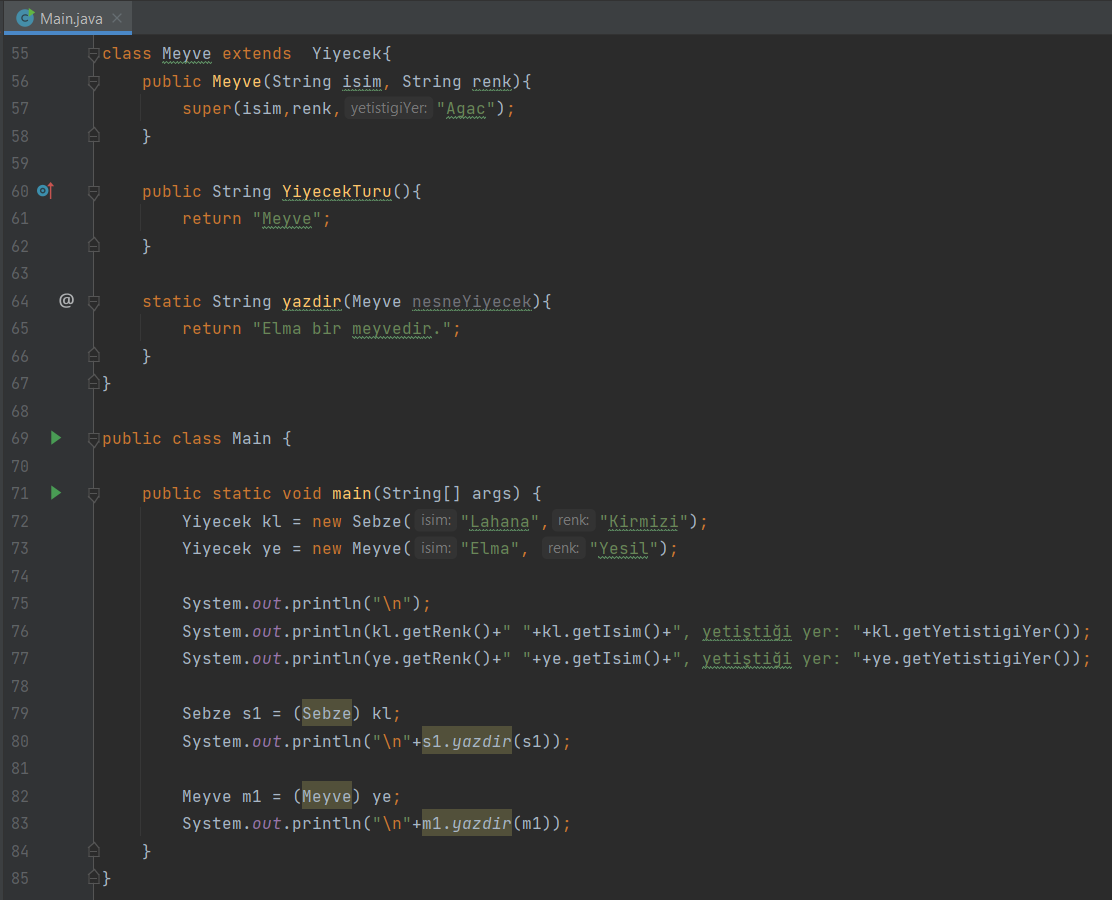 Main.java
55 class Meyve extends  Yiyecek{
56 public Meyve(String isim, String renk){
57 super(isim,renk, yetistigiYer: "Agac");
58 }
59
60 public String YiyecekTuru(){
61 return "Meyve";
62 }
63
64 @ static String yazdir(Meyve nesneYiyecek){
65 return "Elma bir meyvedir.";
66 }
67 }
68
69 public class Main {
70
71 public static void main(String[] args) {
72 Yiyecek kl = new Sebze( isim: "Lahana", renk: "Kirmizi");
73 Yiyecek ye = new Meyve( isim: "Elma", renk: "Yesil");
74
75 System.out.println("\n");
76 System.out.println(kl.getRenk()+" "+kl.getIsim()+", yetiştiği yer: "+kl.getYetistigiYer());
77 System.out.println(ye.getRenk()+" "+ye.getIsim()+", yetiştiği yer: "+ye.getYetistigiYer());
78
79 Sebze s1 = (Sebze) kl;
80 System.out.println("\n"+s1.yazdir(s1));
81
82 Meyve m1 = (Meyve) ye;
83 System.out.println("\n"+m1.yazdir(m1));
84 }
85 }